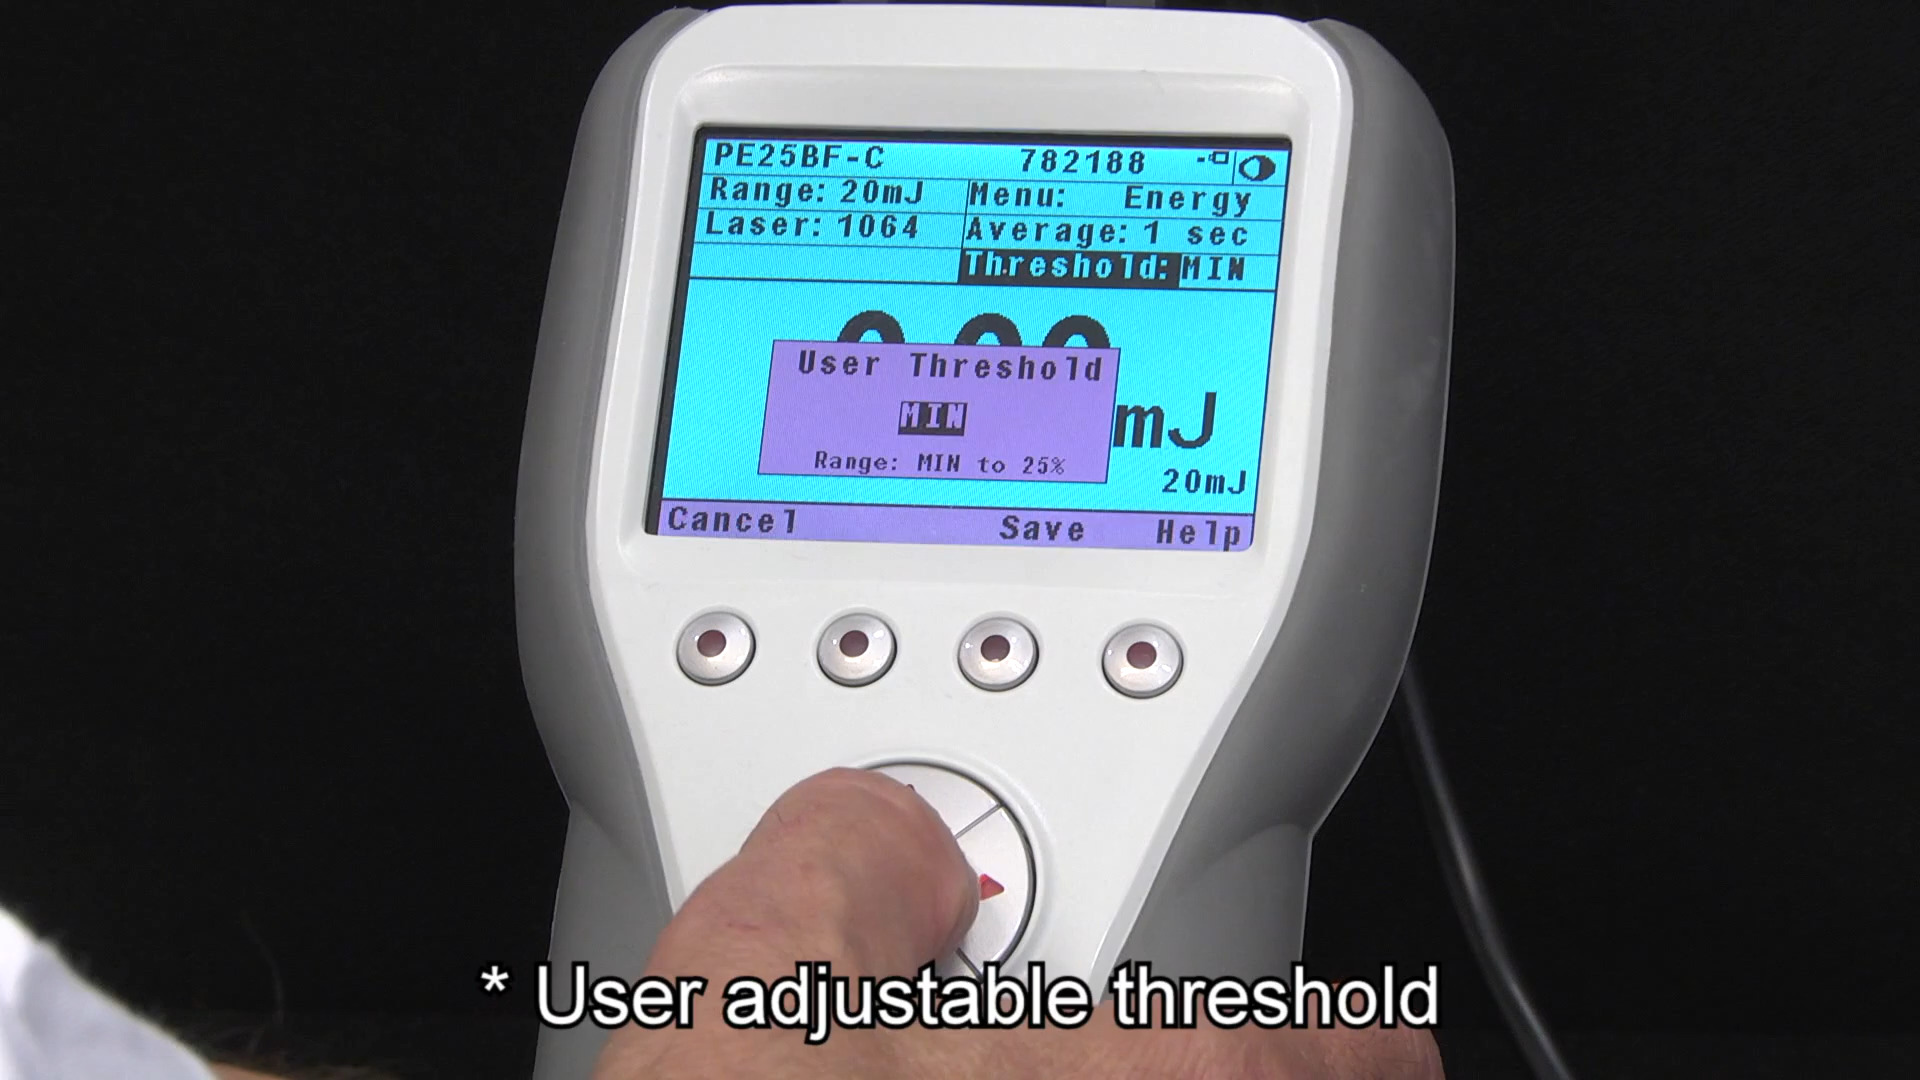 PE25BF-C 782188
Range: 20mJ Menu: Energy
Laser: 1064 Average: 1 sec
Threshold: MIN
mJ
User Threshold
MIN
Range: MIN to 25%
20mJ
Cancel Save Help
* User adjustable threshold